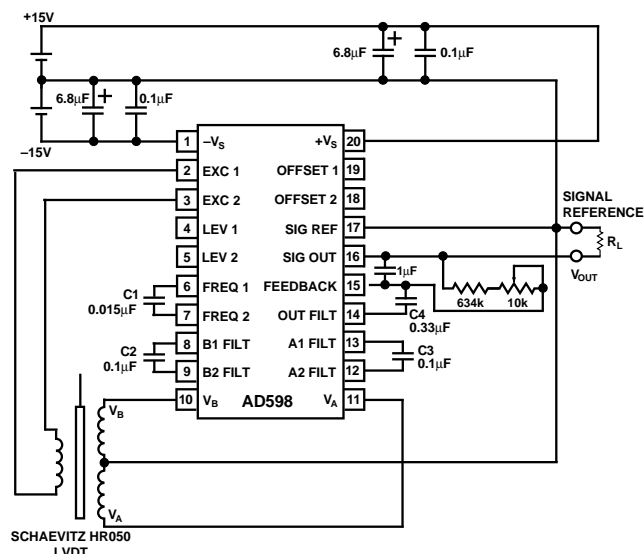 +15V
6.8µF
+
0.1µF
6.8µF
+
0.1µF
–15V
1 –VS +VS 20
2 EXC 1 OFFSET 1 19
3 EXC 2 OFFSET 2 18
4 LEV 1 SIG REF 17
5 LEV 2 SIG OUT 16
6 FREQ 1 FEEDBACK 15
7 FREQ 2 OUT FILT 14
8 B1 FILT A1 FILT 13
9 B2 FILT A2 FILT 12
10 VB VA 11
AD598
SIGNAL
REFERENCE
RL
VOUT
1µF
634k
10k
C1
0.015µF
C4
0.33µF
C2
0.1µF
C3
0.1µF
VB
VA
SCHAEVITZ HR050
LVDT